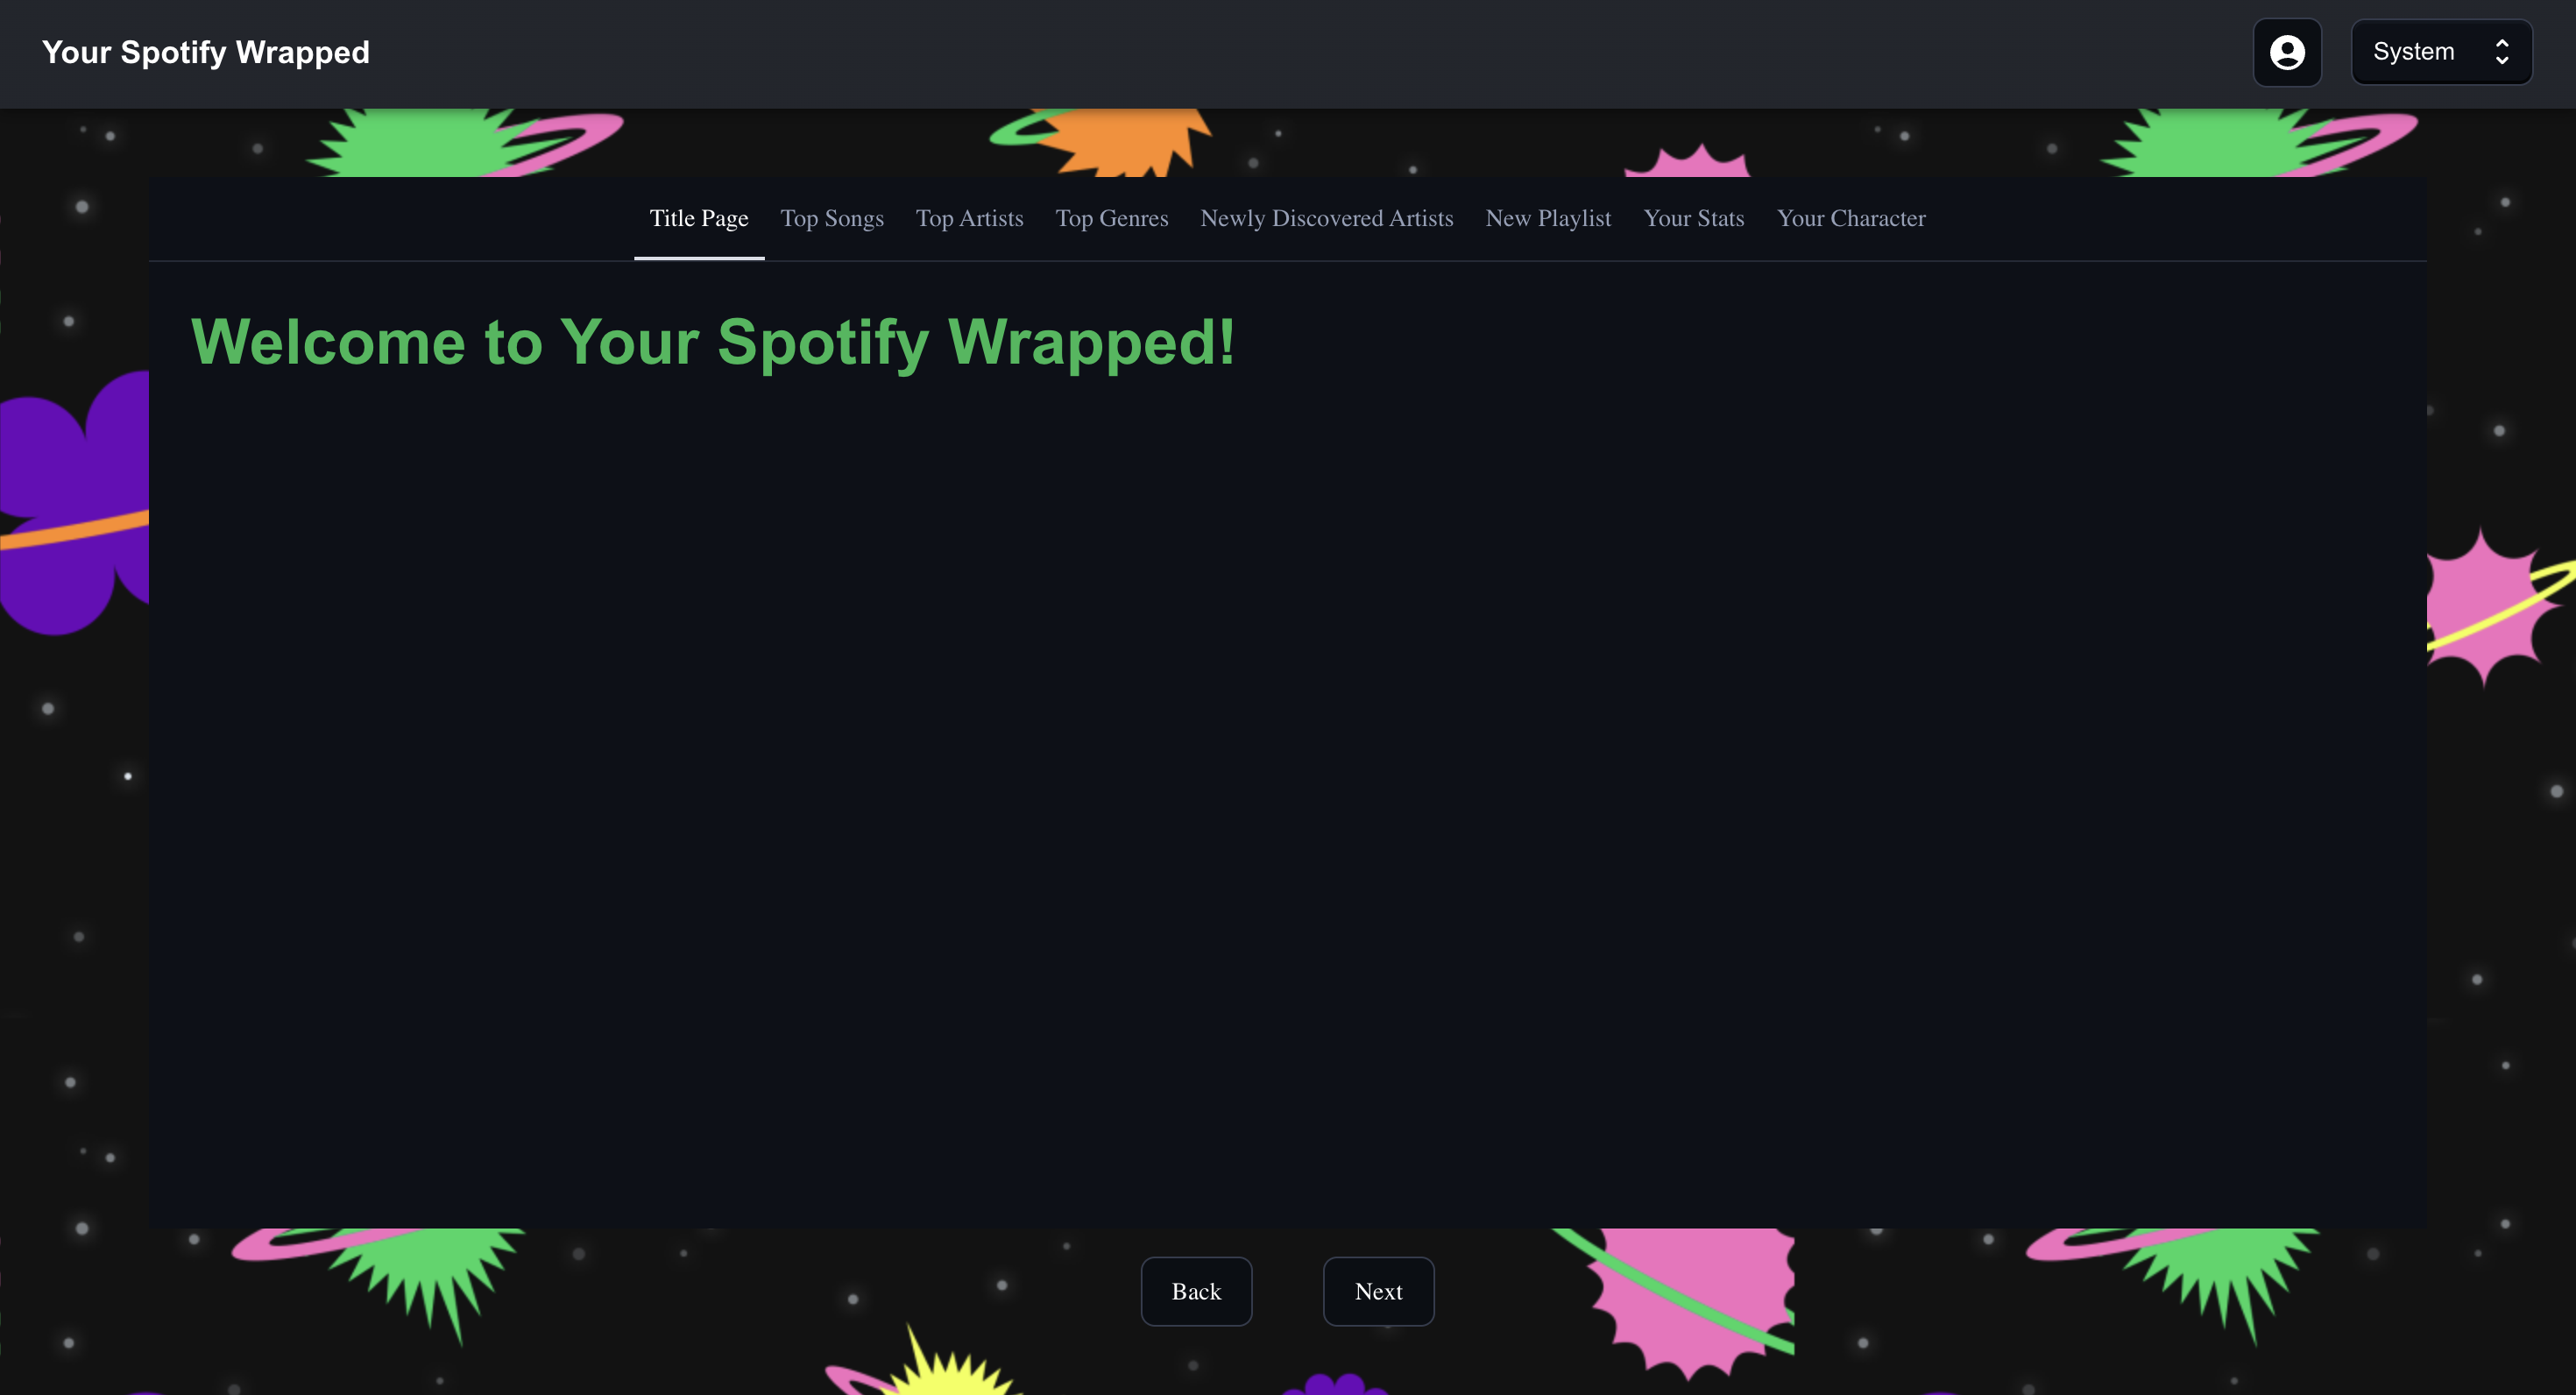 Your Spotify Wrapped
System
Title Page Top Songs Top Artists Top Genres Newly Discovered Artists New Playlist Your Stats Your Character
Welcome to Your Spotify Wrapped!
Back Next